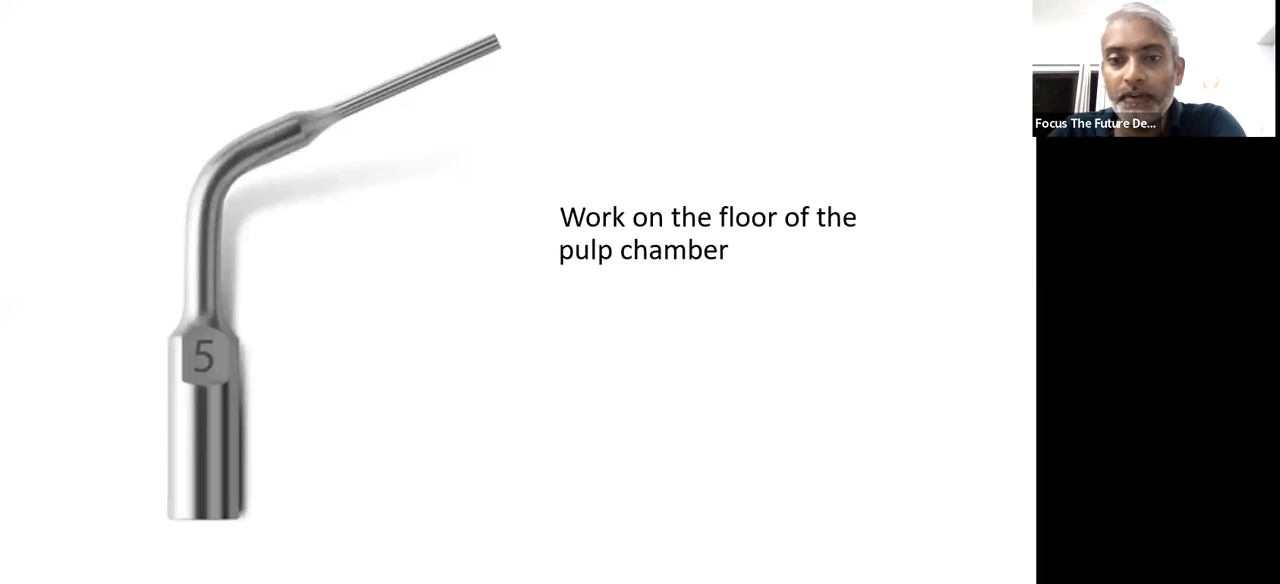 Work on the floor of the
pulp chamber
5
Focus The Future De...